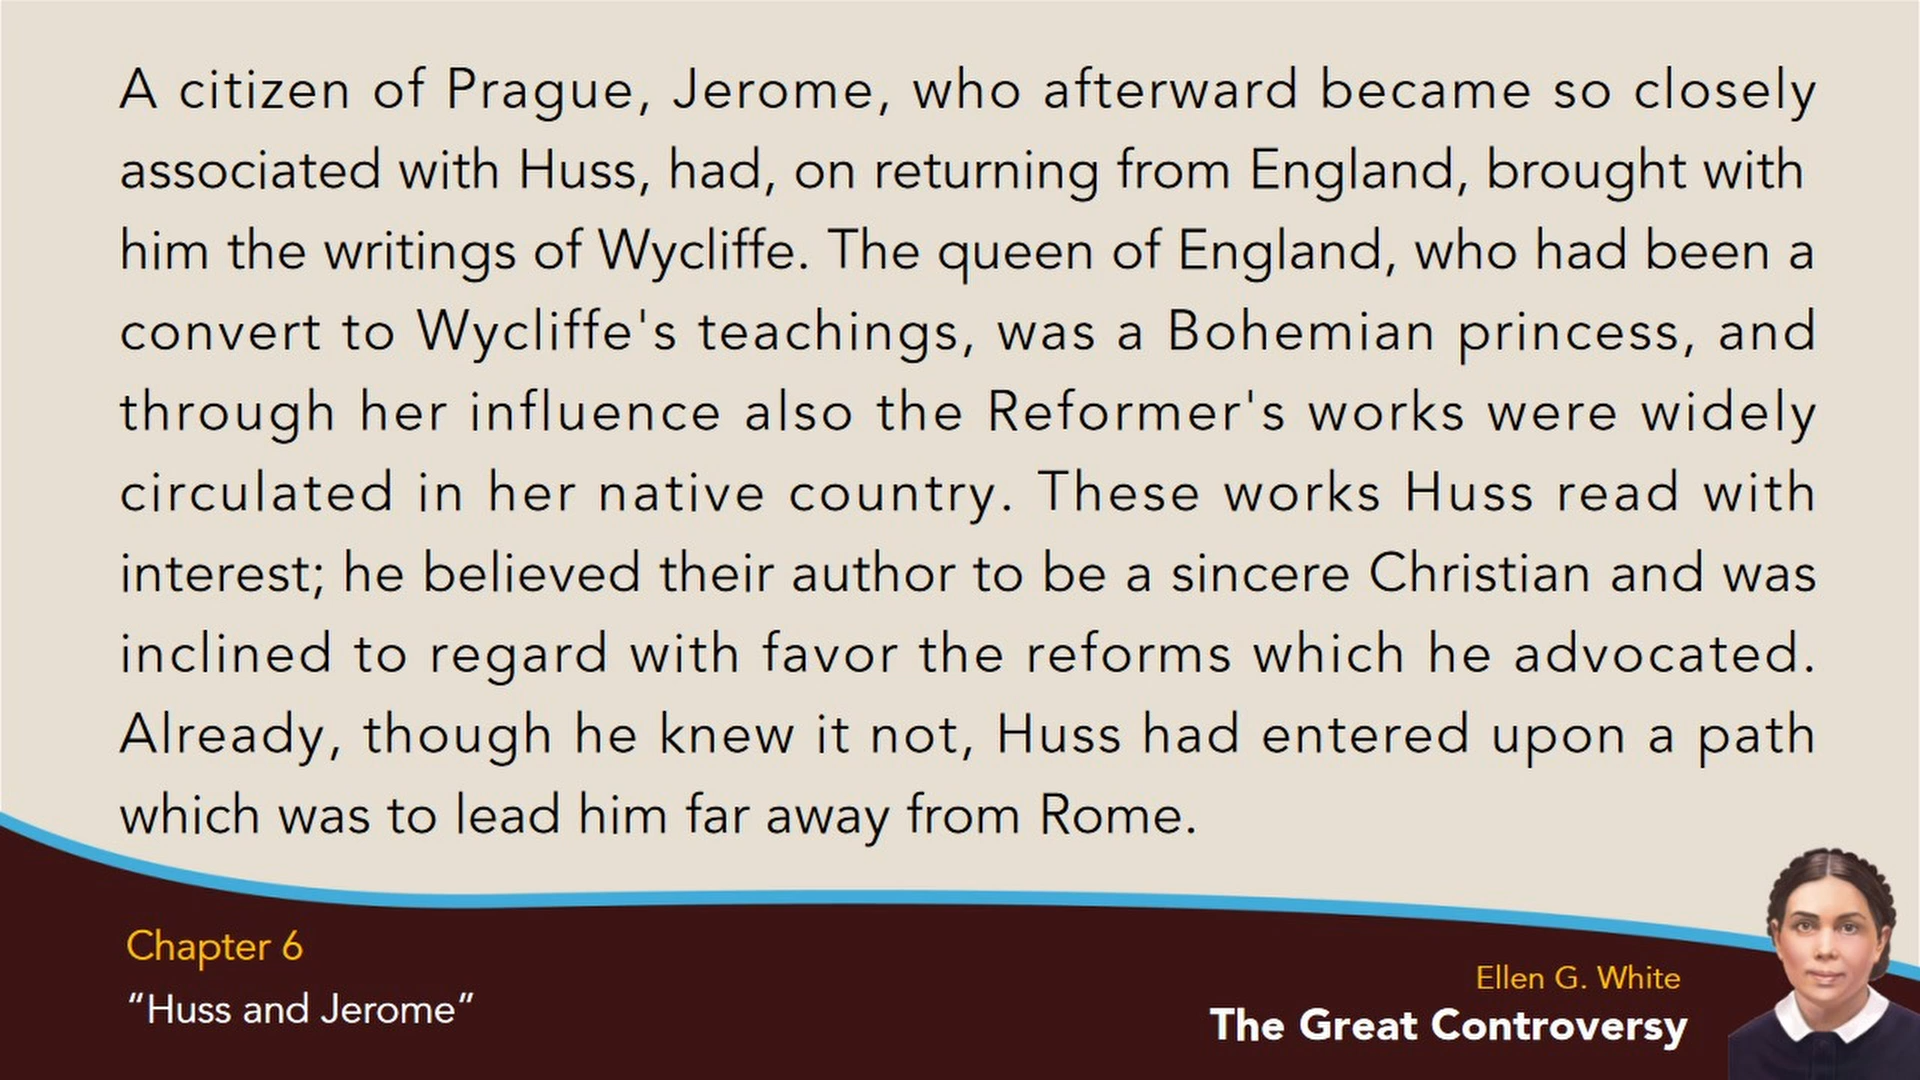 A citizen of Prague, Jerome, who afterward became so closely
associated with Huss, had, on returning from England, brought with
him the writings of Wycliffe. The queen of England, who had been a
convert to Wycliffe's teachings, was a Bohemian princess, and
through her influence also the Reformer's works were widely
circulated in her native country. These works Huss read with
interest; he believed their author to be a sincere Christian and was
inclined to regard with favor the reforms which he advocated.
Already, though he knew it not, Huss had entered upon a path
which was to lead him far away from Rome.
Chapter 6
“Huss and Jerome”
Ellen G. White
The Great Controversy